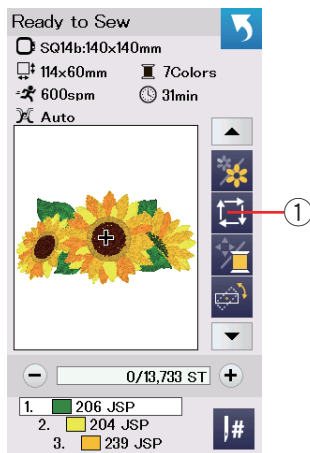 Ready to Sew
SQ14b:140x140mm
114x60mm 7Colors
600spm 31min
Auto
1
0/13,733 ST
1. 206 JSP
2. 204 JSP
3. 239 JSP
#